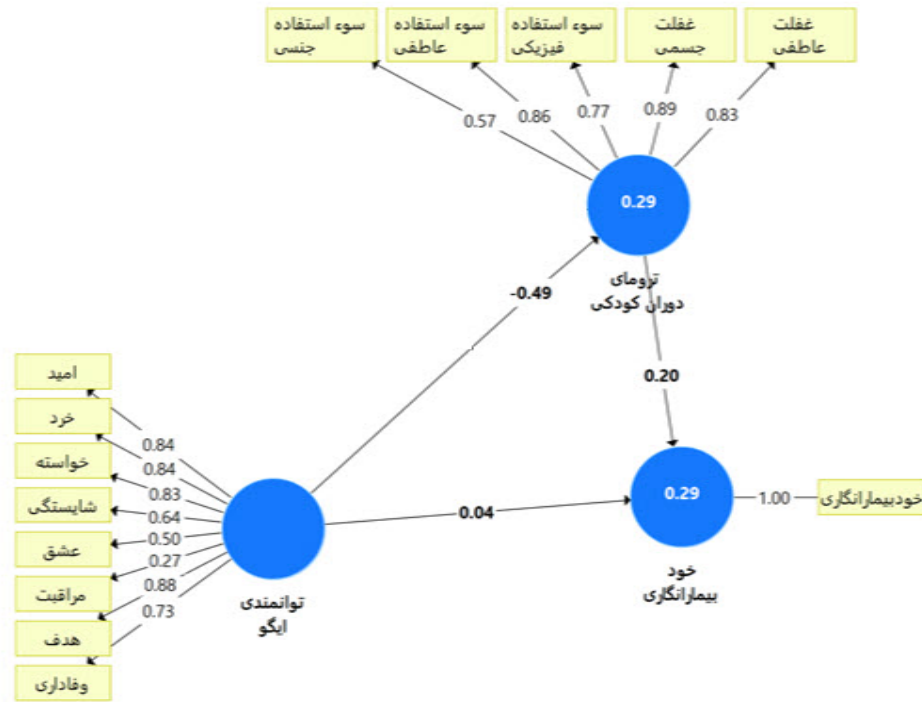 سوء استفاده
جنسی
سوء استفاده
عاطفی
سوء استفاده
فیزیکی
غفلت
جسمی
غفلت
عاطفی
0.57
0.86
0.77
0.89
0.83
0.29
ترومای
دوران کودکی
-0.49
0.20
امید
خرد
خواسته
شایستگی
عشق
مراقبت
هدف
وفاداری
0.84
0.84
0.83
0.64
0.50
0.27
0.88
0.73
توانمندی
ایگو
0.04
0.29
خود
بیمارانگاری
1.00
خودبیمارانگاری